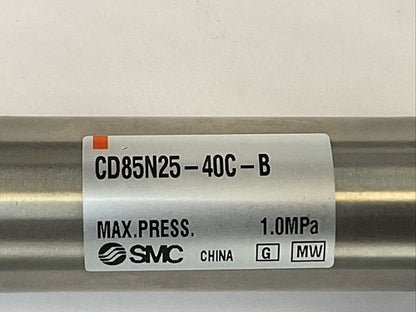 CD85N25-40C-B
MAX.PRESS. 1.0MPa
SMC CHINA G MW